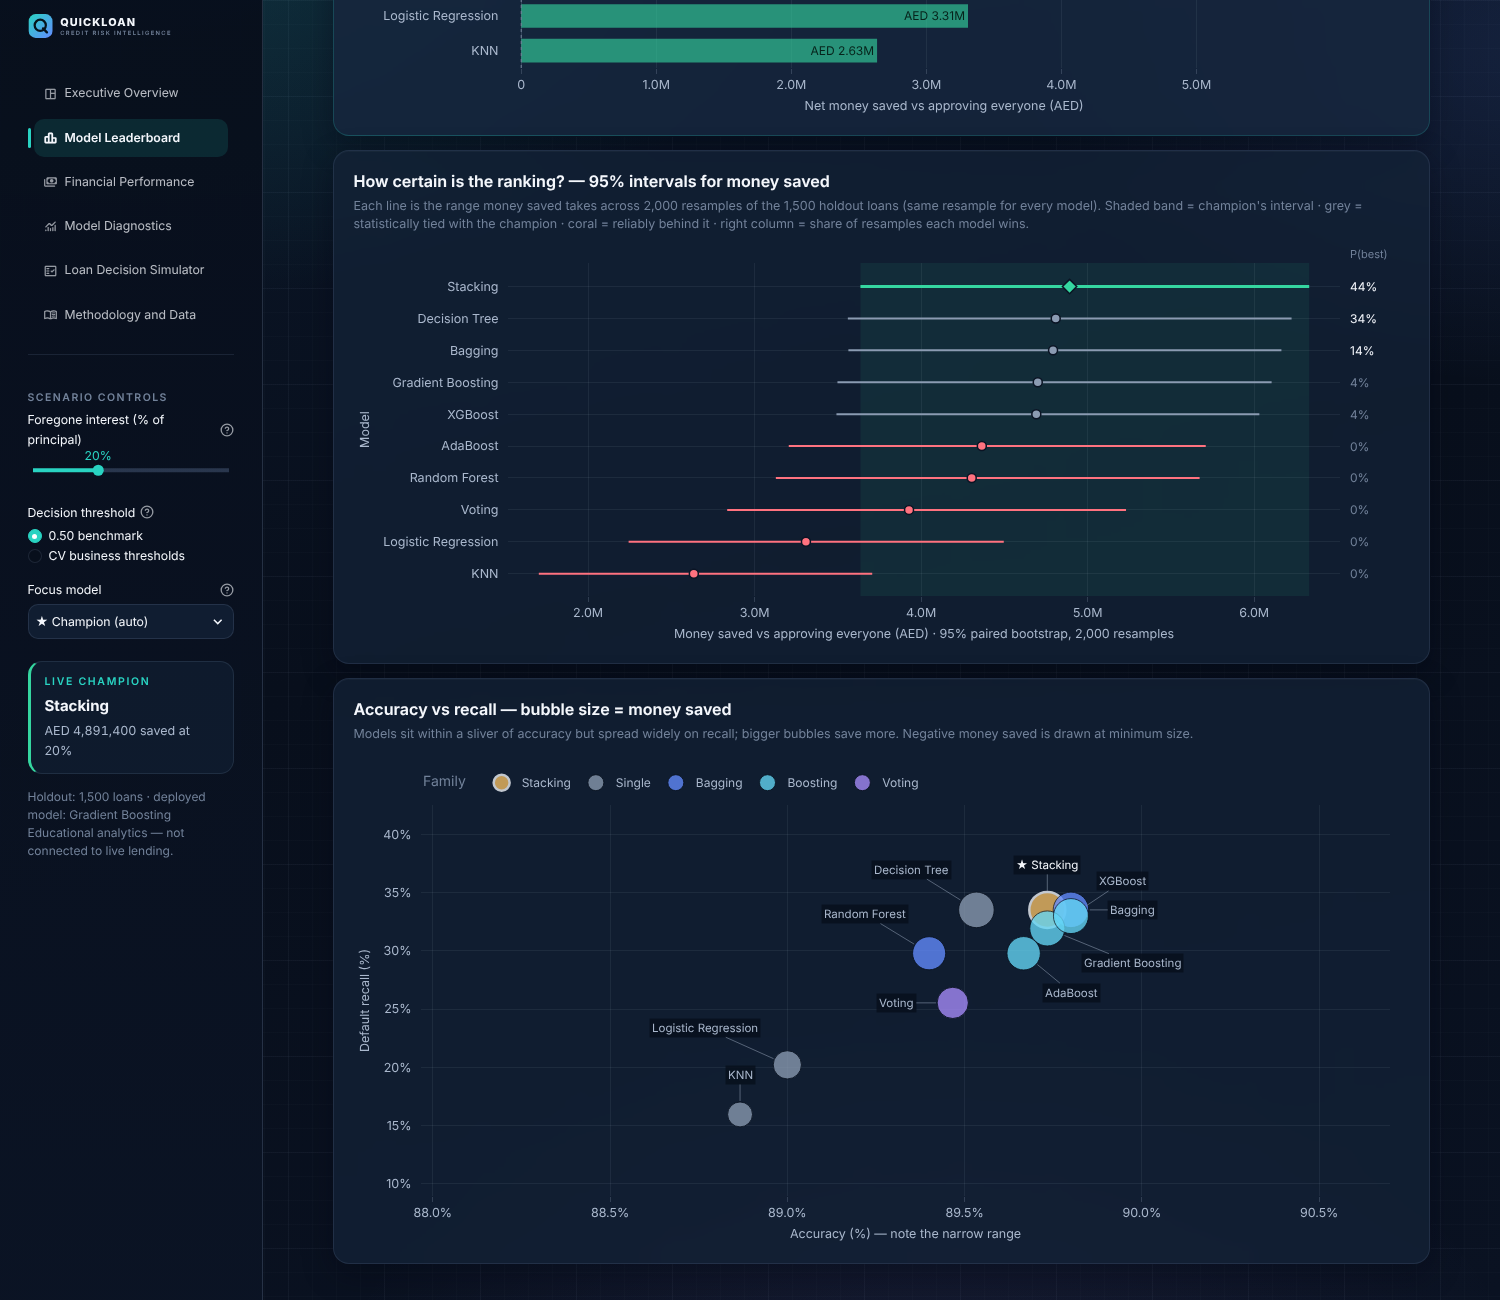 QUICKLOAN
CREDIT RISK INTELLIGENCE
Executive Overview
Model Leaderboard
Financial Performance
Model Diagnostics
Loan Decision Simulator
Methodology and Data
SCENARIO CONTROLS
Foregone interest (% of
principal)
20%
Decision threshold
0.50 benchmark
CV business thresholds
Focus model
★ Champion (auto)
LIVE CHAMPION
Stacking
AED 4,891,400 saved at
20%
Holdout: 1,500 loans · deployed
model: Gradient Boosting
Educational analytics — not
connected to live lending.
Logistic Regression
AED 3.31M
KNN
AED 2.63M
0
1.0M
2.0M
3.0M
4.0M
5.0M
Net money saved vs approving everyone (AED)
How certain is the ranking? — 95% intervals for money saved
Each line is the range money saved takes across 2,000 resamples of the 1,500 holdout loans (same resample for every model). Shaded band = champion's interval · grey =
statistically tied with the champion · coral = reliably behind it · right column = share of resamples each model wins.
P(best)
Stacking
44%
Decision Tree
34%
Bagging
14%
Gradient Boosting
4%
XGBoost
4%
AdaBoost
0%
Random Forest
0%
Voting
0%
Logistic Regression
0%
KNN
0%
Model
2.0M
3.0M
4.0M
5.0M
6.0M
Money saved vs approving everyone (AED) · 95% paired bootstrap, 2,000 resamples
Accuracy vs recall — bubble size = money saved
Models sit within a sliver of accuracy but spread widely on recall; bigger bubbles save more. Negative money saved is drawn at minimum size.
Family
Stacking
Single
Bagging
Boosting
Voting
40%
35%
30%
25%
20%
15%
10%
Default recall (%)
★ Stacking
Decision Tree
XGBoost
Bagging
Random Forest
Gradient Boosting
AdaBoost
Voting
Logistic Regression
KNN
88.0%
88.5%
89.0%
89.5%
90.0%
90.5%
Accuracy (%) — note the narrow range